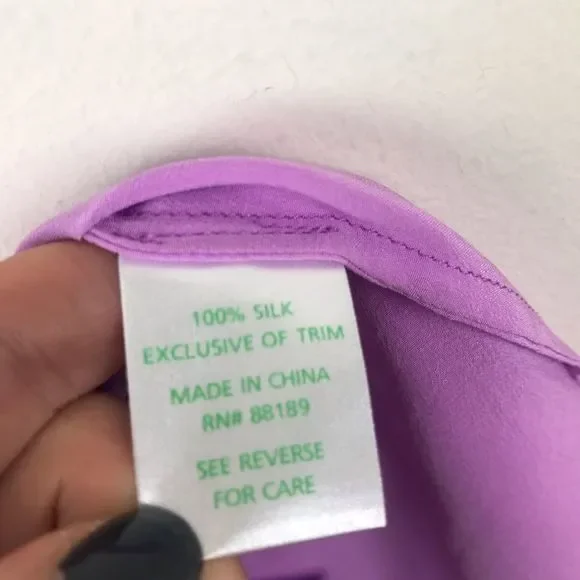 100% SILK
EXCLUSIVE OF TRIM
MADE IN CHINA
RN# 88189
SEE REVERSE
FOR CARE